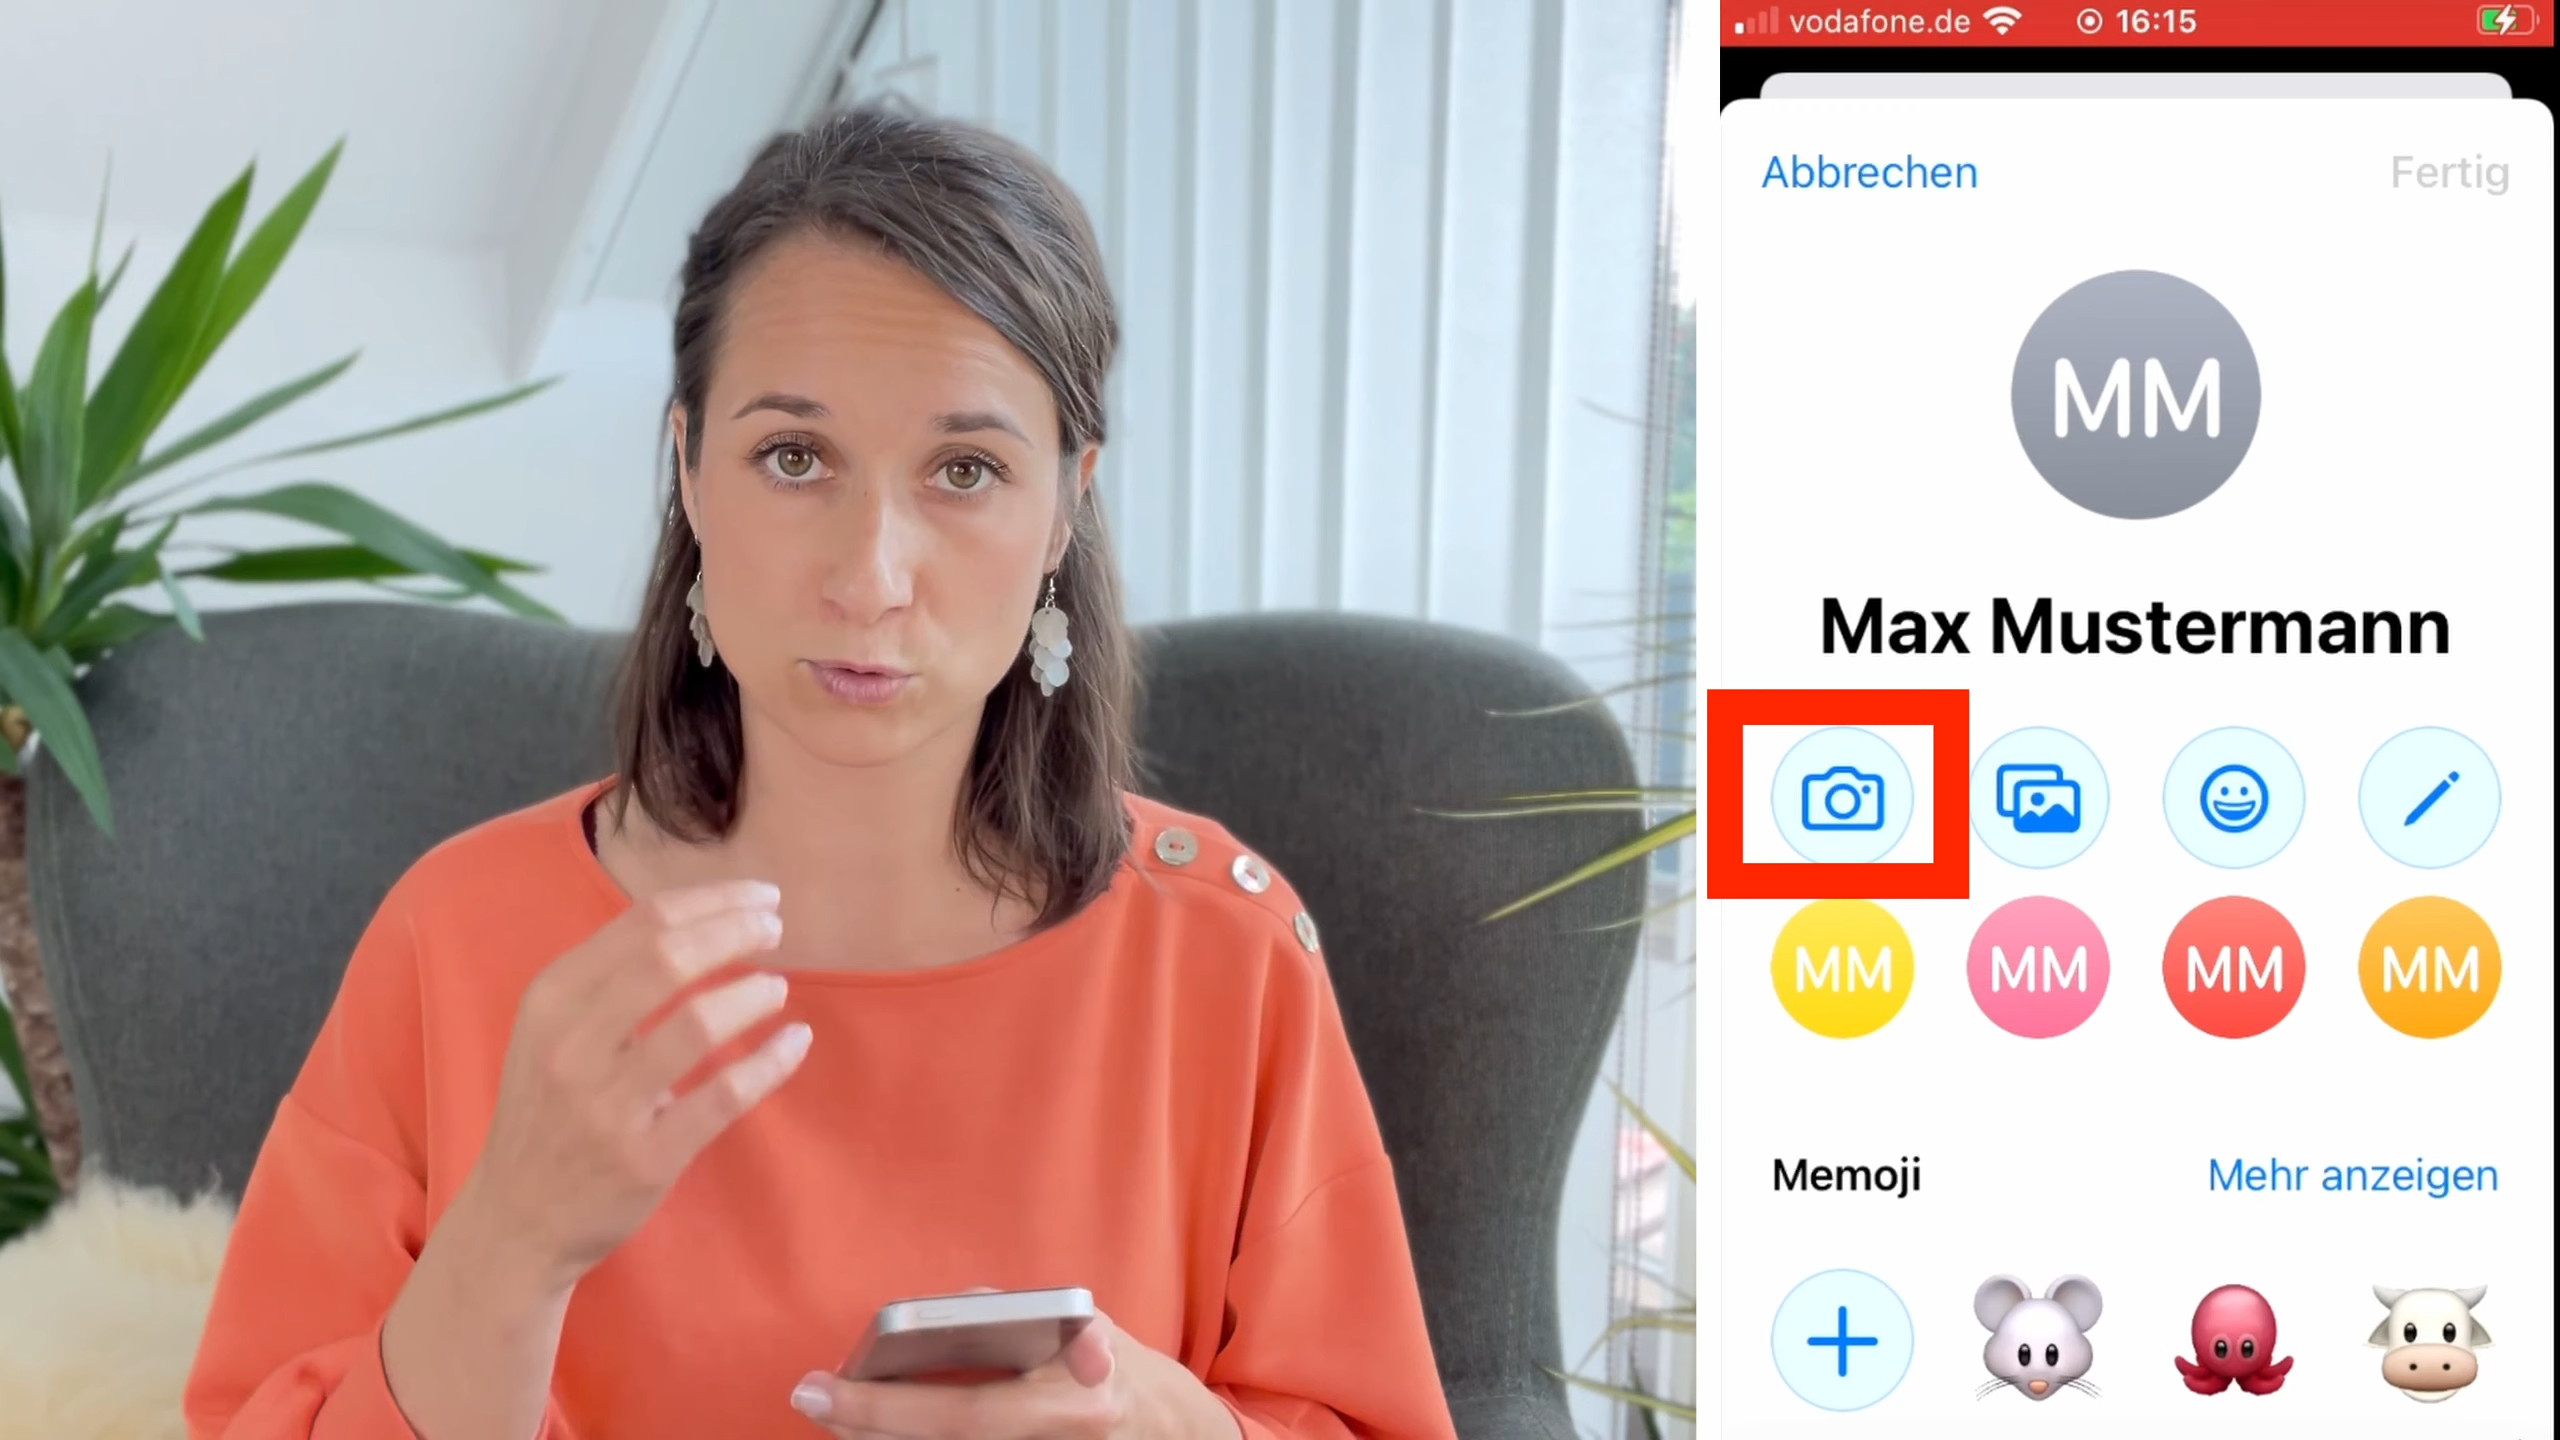 vodafone.de 16:15
Abbrechen Fertig
MM
Max Mustermann
MM MM MM MM
Memoji Mehr anzeigen